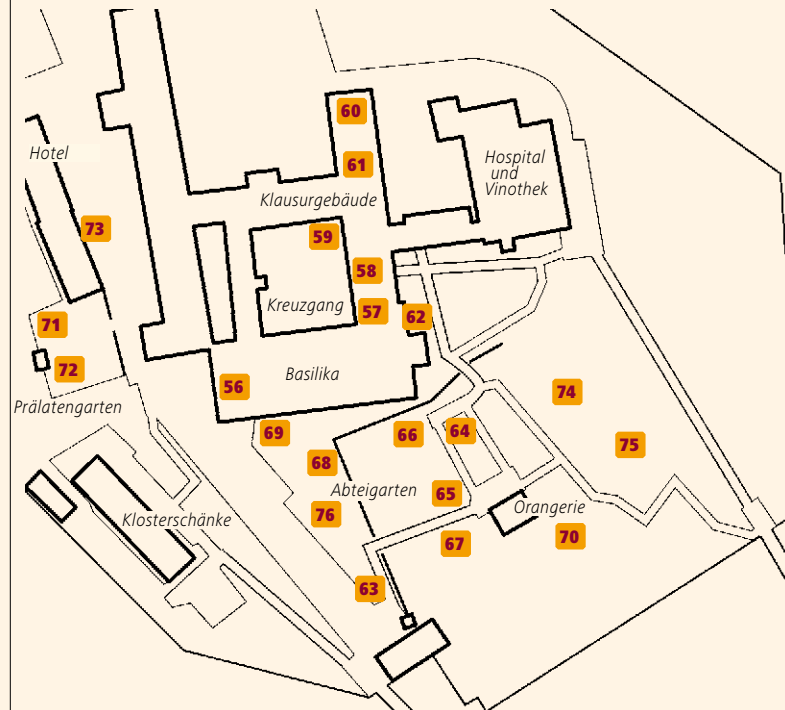 60
Hotel
61
Hospital
und
Vinothek
Klausurgebäude
73
59
58
Kreuzgang
57
62
71
72
Basilika
56
74
Prälatengarten
69
66
64
75
68
Abteigarten
65
76
Orangerie
Klosterschänke
67
70
63